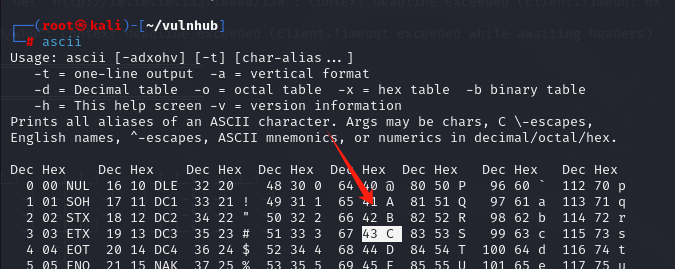 (root㉿kali)-[~/vulnhub]
# ascii
Usage: ascii [-adxohv] [-t] [char-alias...]
-t = one-line output -a = vertical format
-d = Decimal table -o = octal table -x = hex table -b binary table
-h = This help screen -v = version information
Prints all aliases of an ASCII character. Args may be chars, C \-escapes,
English names, ^-escapes, ASCII mnemonics, or numerics in decimal/octal/hex.
Dec Hex Dec Hex Dec Hex Dec Hex Dec Hex Dec Hex Dec Hex Dec Hex
0 00 NUL 16 10 DLE 32 20 48 30 0 64 40 @ 80 50 P 96 60 ` 112 70 p
1 01 SOH 17 11 DC1 33 21 ! 49 31 1 65 41 A 81 51 Q 97 61 a 113 71 q
2 02 STX 18 12 DC2 34 22 " 50 32 2 66 42 B 82 52 R 98 62 b 114 72 r
3 03 ETX 19 13 DC3 35 23 # 51 33 3 67 43 C 83 53 S 99 63 c 115 73 s
4 04 EOT 20 14 DC4 36 24 $ 52 34 4 68 44 D 84 54 T 100 64 d 116 74 t
5 05 ENQ 21 15 NAK 37 25 % 53 35 5 69 45 E 85 55 U 101 65 e 117 75 u